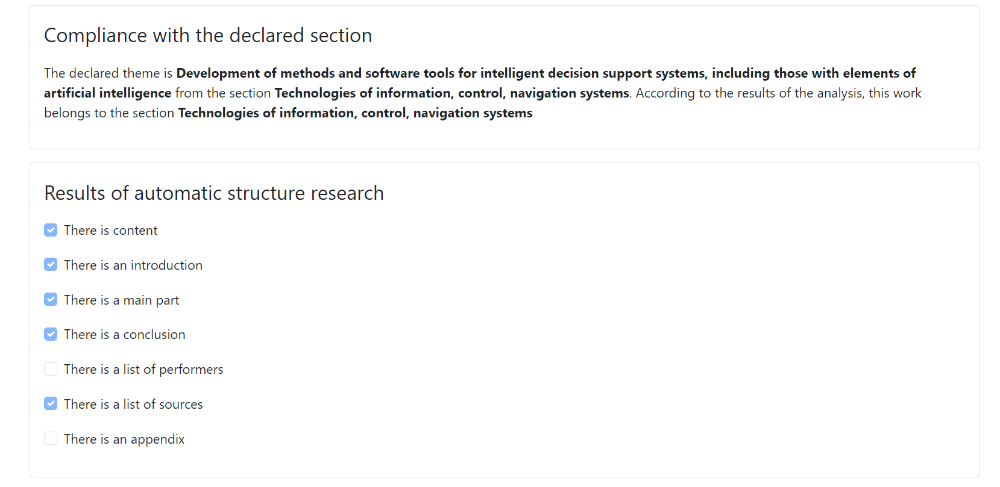 Compliance with the declared section
The declared theme is Development of methods and software tools for intelligent decision support systems, including those with elements of
artificial intelligence from the section Technologies of information, control, navigation systems. According to the results of the analysis, this work
belongs to the section Technologies of information, control, navigation systems
Results of automatic structure research
There is content
There is an introduction
There is a main part
There is a conclusion
There is a list of performers
There is a list of sources
There is an appendix